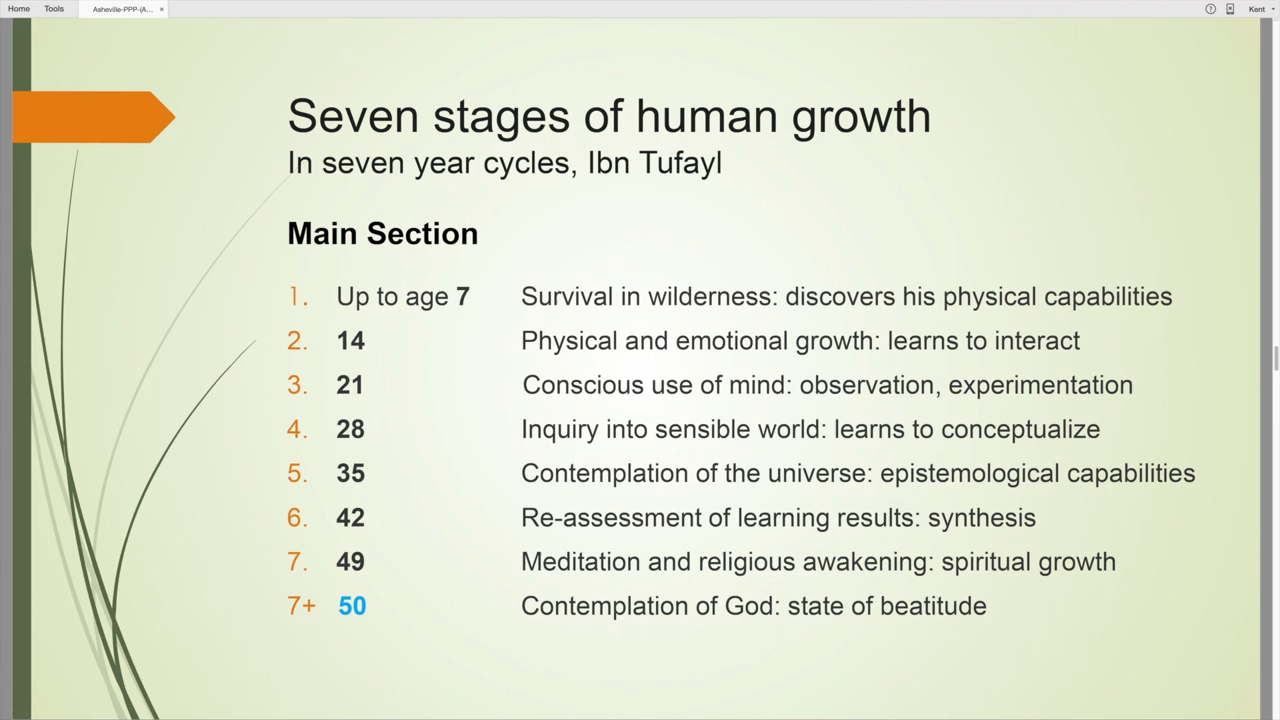 Home Tools Asheville-PPP-(A... × ? Kent
Seven stages of human growth
In seven year cycles, Ibn Tufayl
Main Section
1. Up to age 7 Survival in wilderness: discovers his physical capabilities
2. 14 Physical and emotional growth: learns to interact
3. 21 Conscious use of mind: observation, experimentation
4. 28 Inquiry into sensible world: learns to conceptualize
5. 35 Contemplation of the universe: epistemological capabilities
6. 42 Re-assessment of learning results: synthesis
7. 49 Meditation and religious awakening: spiritual growth
7+ 50 Contemplation of God: state of beatitude